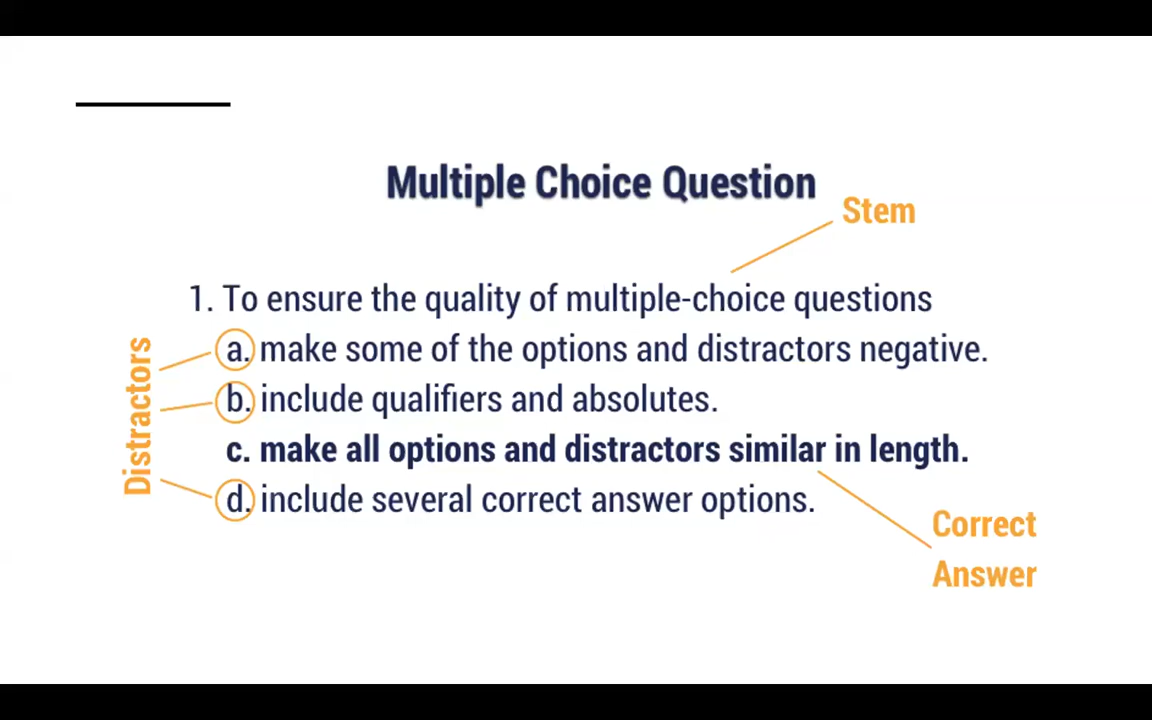 Multiple Choice Question
Stem
1. To ensure the quality of multiple-choice questions
a. make some of the options and distractors negative.
b. include qualifiers and absolutes.
c. make all options and distractors similar in length.
d. include several correct answer options.
Distractors
Correct
Answer